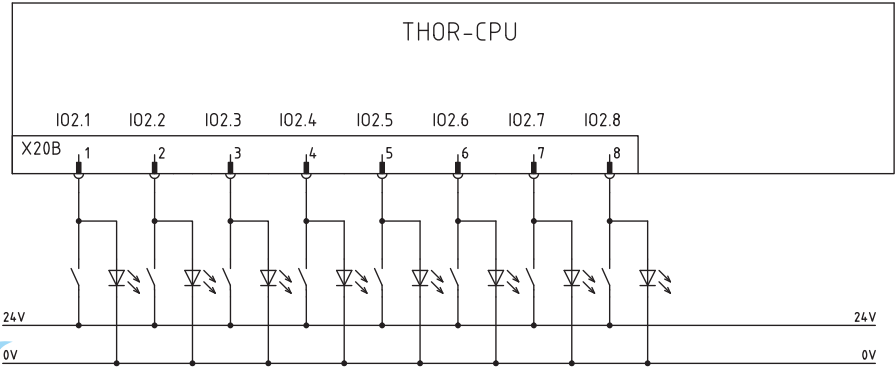 THOR-CPU
IO2.1 IO2.2 IO2.3 IO2.4 IO2.5 IO2.6 IO2.7 IO2.8
X20B 1 2 3 4 5 6 7 8
24V 24V
0V 0V